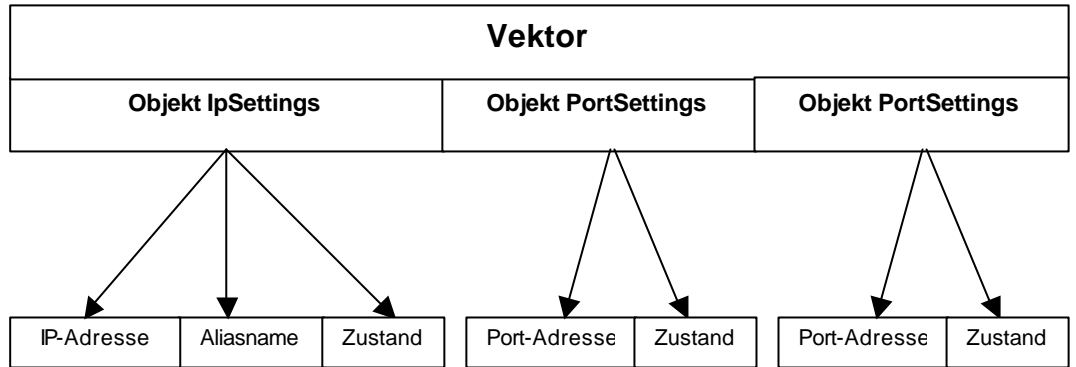 Vektor
Objekt IpSettings Objekt PortSettings Objekt PortSettings
IP-Adresse Aliasname Zustand Port-Adresse Zustand Port-Adresse Zustand